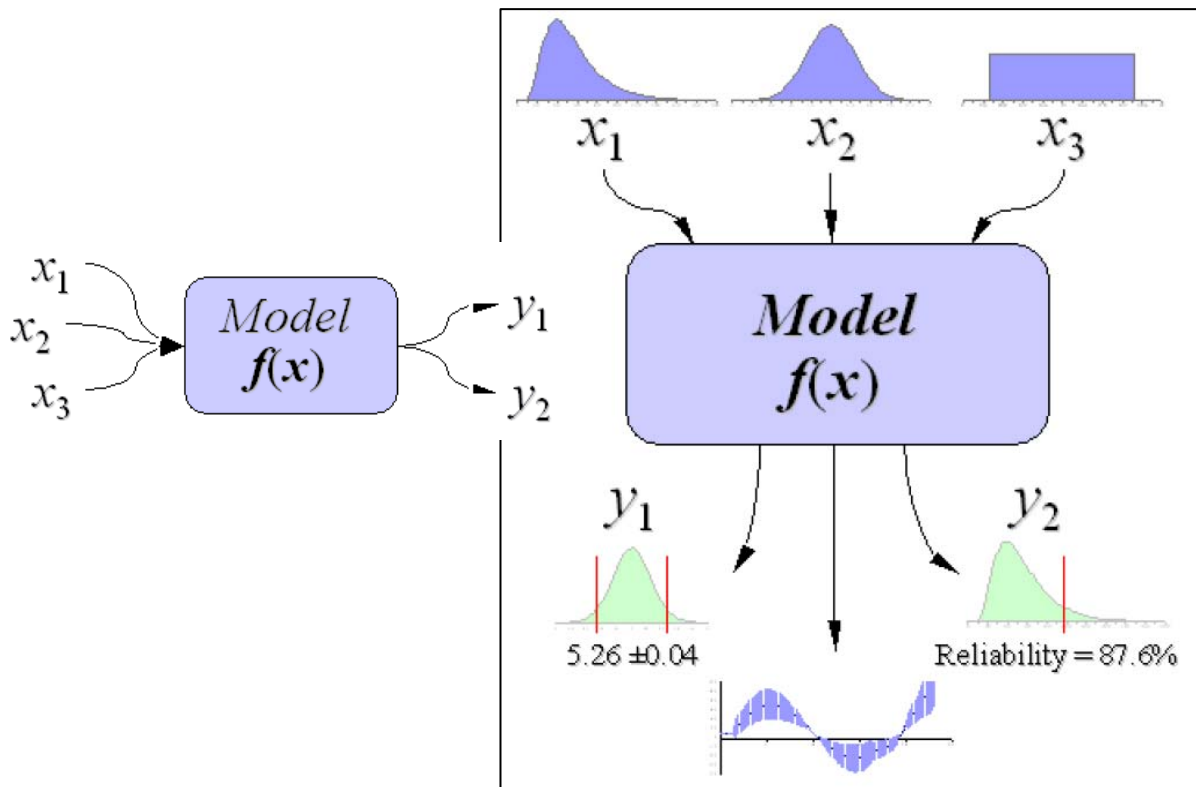 x₁
x₂
x₃
Model
f(x)
y₁
y₂
x₁ x₂ x₃
Model
f(x)
y₁ y₂
5.26 ±0.04 Reliability = 87.6%